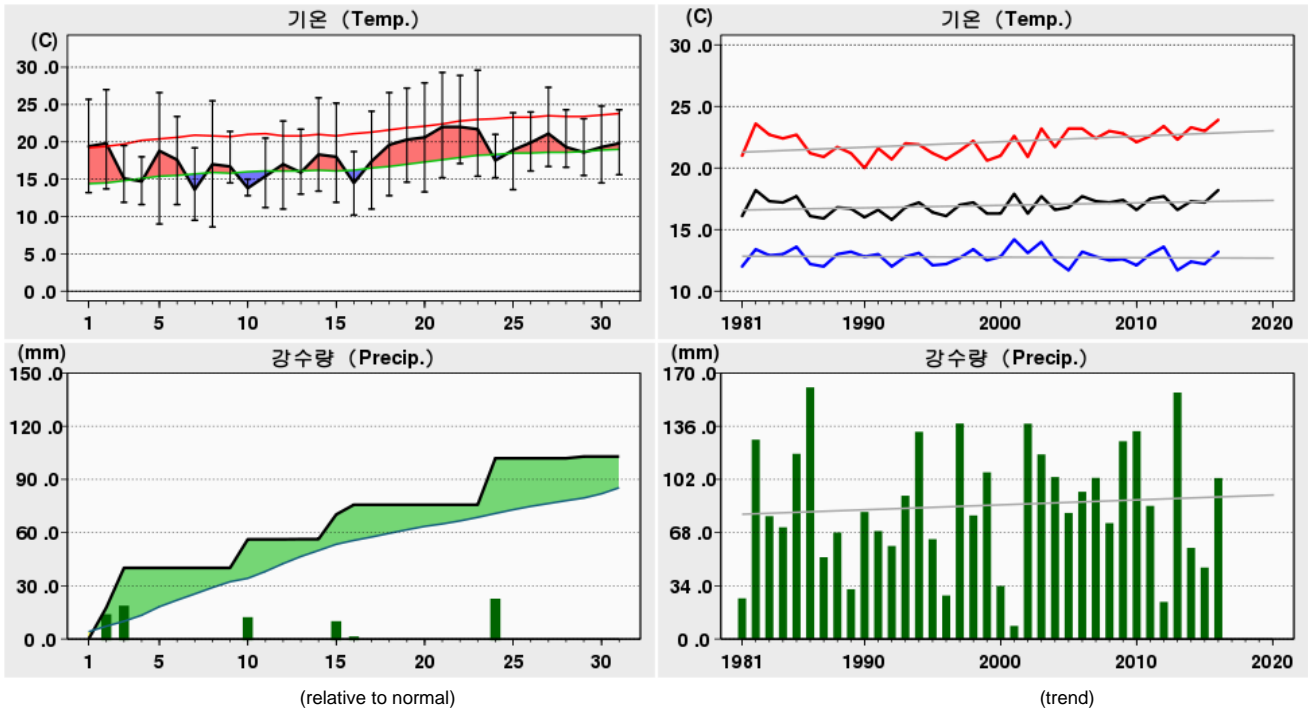 기온 (Temp.)
(C)
30 .0
25 .0
20 .0
15 .0
10 .0
5 .0
0 .0
1 5 10 15 20 25 30
기온 (Temp.)
(C)
30 .0
25 .0
20 .0
15 .0
10 .0
1981 1990 2000 2010 2020
강수량 (Precip.)
(mm)
150 .0
120 .0
90 .0
60 .0
30 .0
0 .0
1 5 10 15 20 25 30
(relative to normal)
강수량 (Precip.)
(mm)
170 .0
136 .0
102 .0
68 .0
34 .0
0 .0
1981 1990 2000 2010 2020
(trend)